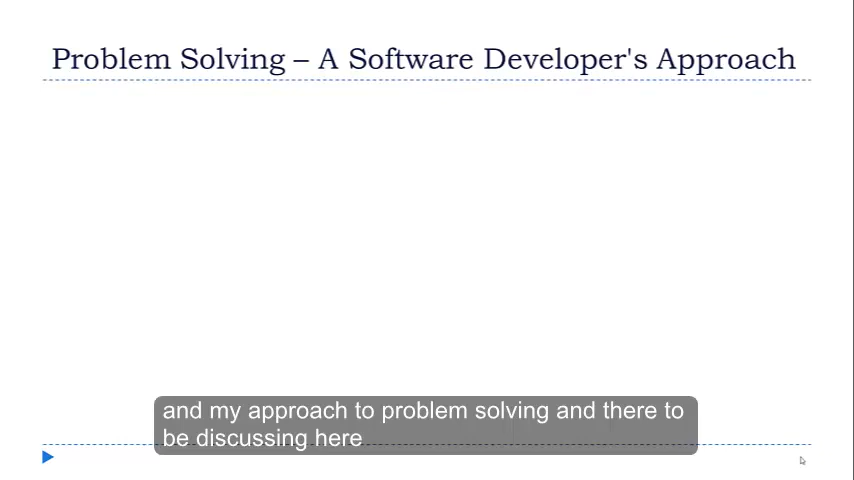 Problem Solving – A Software Developer's Approach
and my approach to problem solving and there to
be discussing here